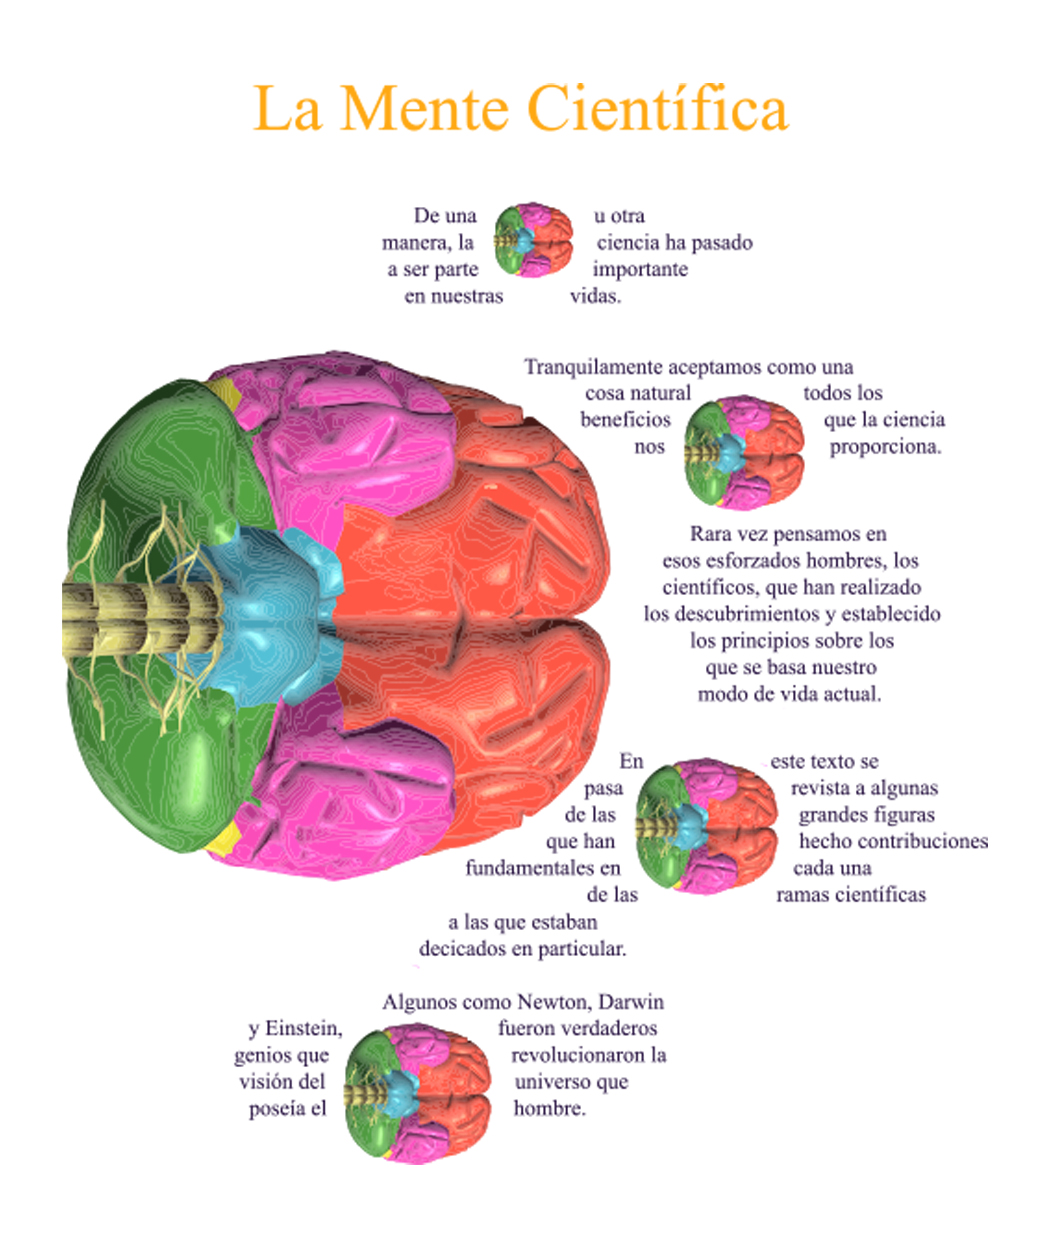 La Mente Científica
De una u otra
manera, la ciencia ha pasado
a ser parte importante
en nuestras vidas.
Tranquilamente aceptamos como una
cosa natural todos los
beneficios que la ciencia
nos proporciona.
Rara vez pensamos en
esos esforzados hombres, los
científicos, que han realizado
los descubrimientos y establecido
los principios sobre los
que se basa nuestro
modo de vida actual.
En este texto se
pasa revista a algunas
de las grandes figuras
que han hecho contribuciones
fundamentales en cada una
de las ramas científicas
a las que estaban
decicados en particular.
Algunos como Newton, Darwin
y Einstein, fueron verdaderos
genios que revolucionaron la
visión del universo que
poseía el hombre.